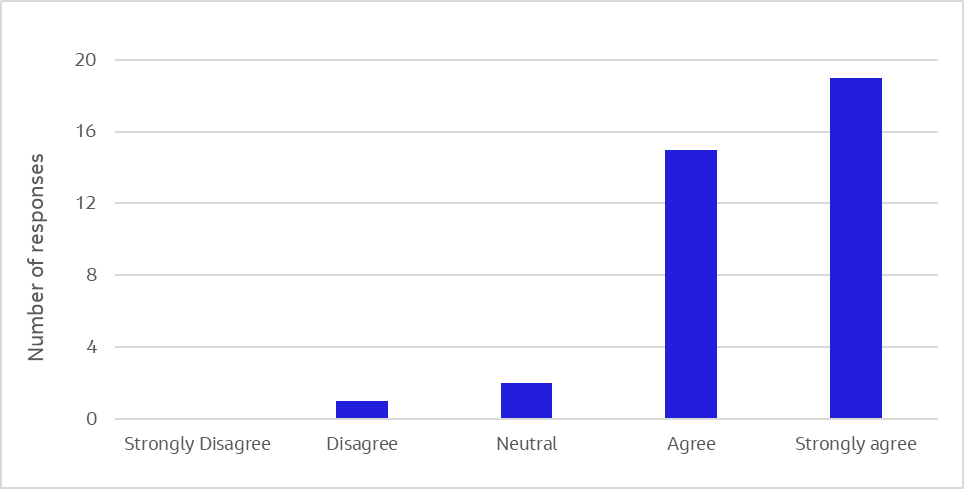 20
16
12
8
4
0
Number of responses
Strongly Disagree
Disagree
Neutral
Agree
Strongly agree